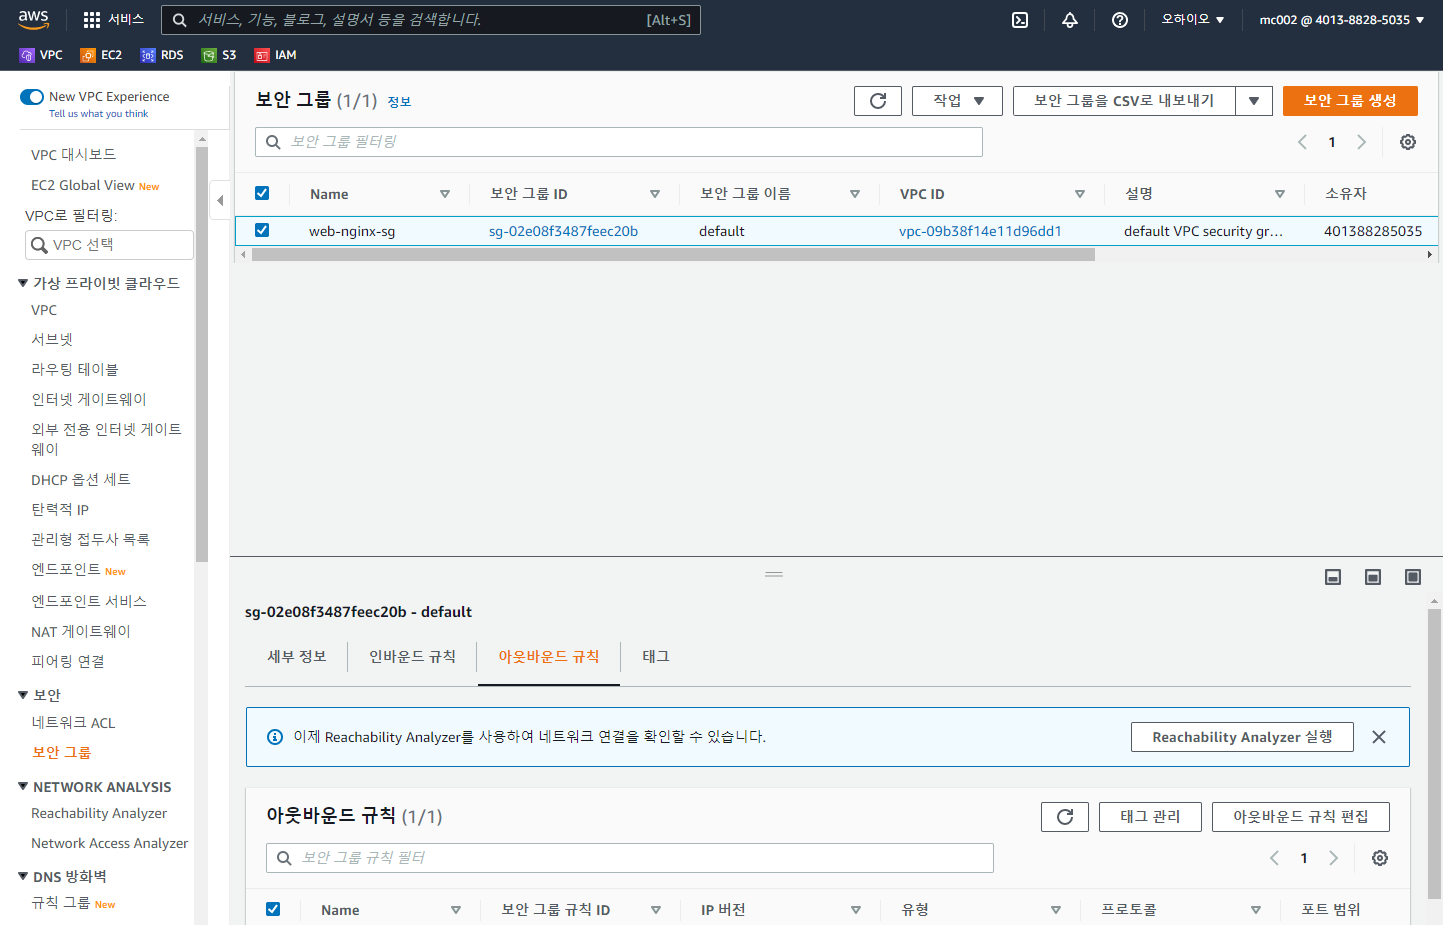 aws 서비스 서비스, 기능, 블로그, 설명서 등을 검색합니다. [Alt+S] 오하이오 ▼ mc002 @ 4013-8828-5035 ▼
VPC EC2 RDS S3 IAM
New VPC Experience
Tell us what you think
VPC 대시보드
EC2 Global View New
VPC로 필터링:
VPC 선택
가상 프라이빗 클라우드
VPC
서브넷
라우팅 테이블
인터넷 게이트웨이
외부 전용 인터넷 게이트
웨이
DHCP 옵션 세트
탄력적 IP
관리형 접두사 목록
엔드포인트 New
엔드포인트 서비스
NAT 게이트웨이
피어링 연결
보안
네트워크 ACL
보안 그룹
NETWORK ANALYSIS
Reachability Analyzer
Network Access Analyzer
DNS 방화벽
규칙 그룹 New
보안 그룹 (1/1) 정보 작업 보안 그룹을 CSV로 내보내기 보안 그룹 생성
보안 그룹 필터링 1
Name 보안 그룹 ID 보안 그룹 이름 VPC ID 설명 소유자
web-nginx-sg sg-02e08f3487feec20b default vpc-09b38f14e11d96dd1 default VPC security gr... 401388285035
sg-02e08f3487feec20b - default
세부 정보 인바운드 규칙 아웃바운드 규칙 태그
이제 Reachability Analyzer를 사용하여 네트워크 연결을 확인할 수 있습니다. Reachability Analyzer 실행
아웃바운드 규칙 (1/1) 태그 관리 아웃바운드 규칙 편집
보안 그룹 규칙 필터 1
Name 보안 그룹 규칙 ID IP 버전 유형 프로토콜 포트 범위